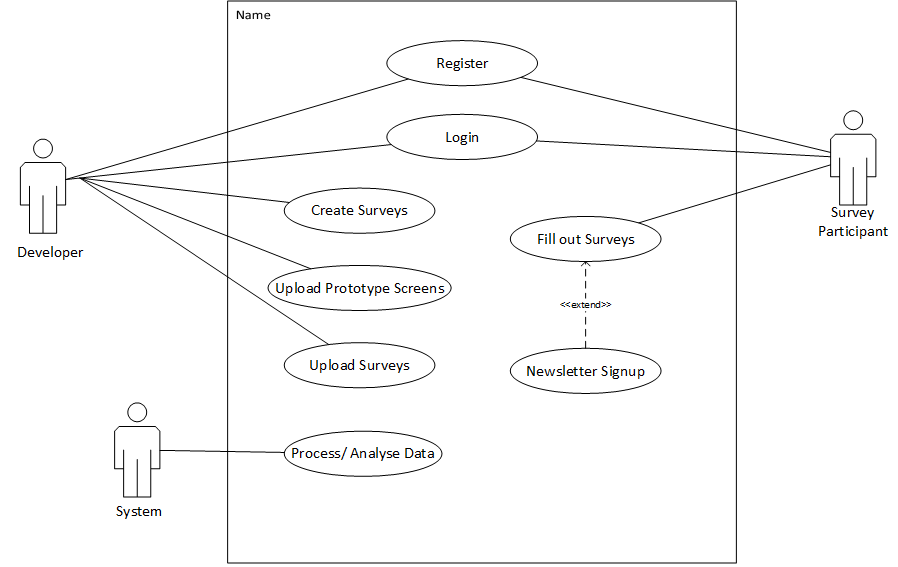 Name
Register
Login
Create Surveys
Fill out Surveys
Upload Prototype Screens
<<extend>>
Upload Surveys
Newsletter Signup
Process/ Analyse Data
Developer
System
Survey
Participant